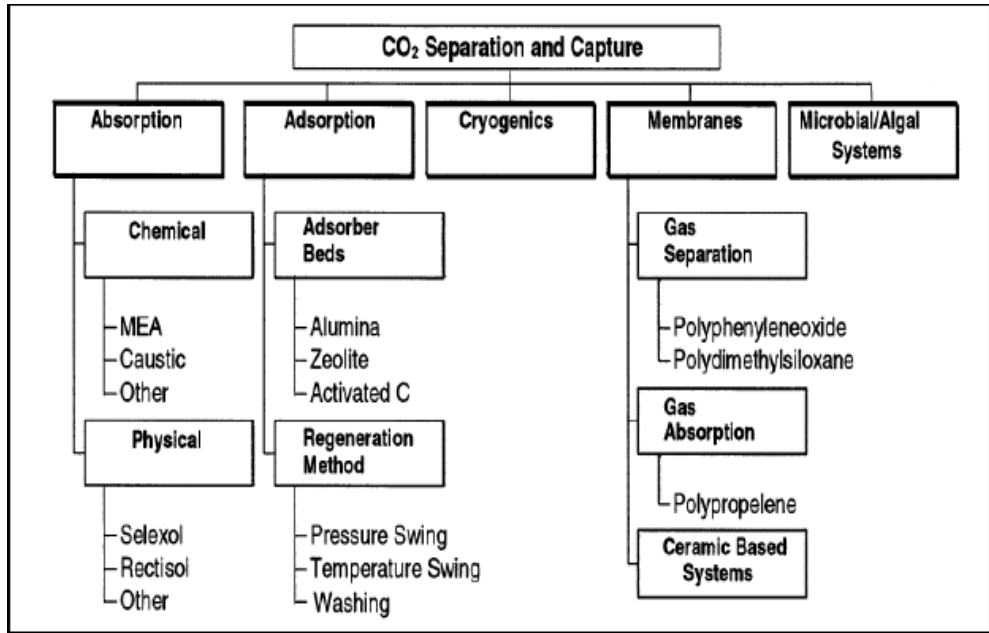 CO₂ Separation and Capture
Absorption
Adsorption
Cryogenics
Membranes
Microbial/Algal
Systems
Chemical
MEA
Caustic
Other
Physical
Selexol
Rectisol
Other
Adsorber
Beds
Alumina
Zeolite
Activated C
Regeneration
Method
Pressure Swing
Temperature Swing
Washing
Gas
Separation
Polyphenyleneoxide
Polydimethylsiloxane
Gas
Absorption
Polypropelene
Ceramic Based
Systems